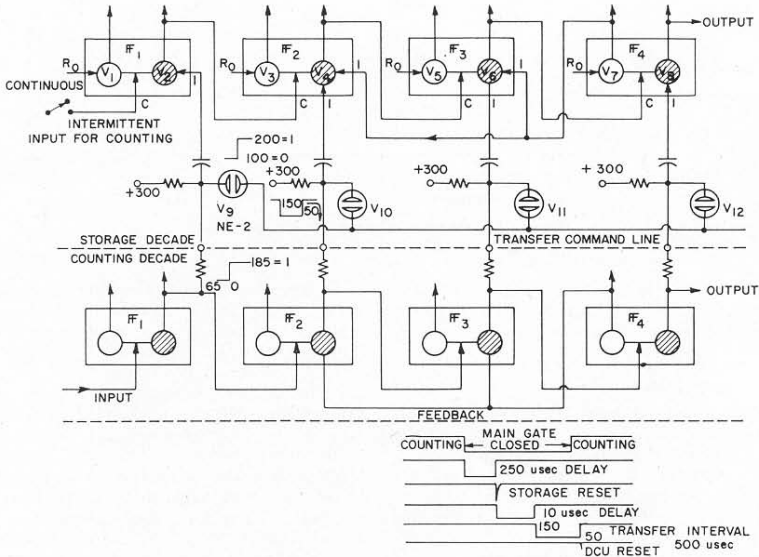 OUTPUT
FF1 FF2 FF3 FF4
R0 V1 V2 I R0 V3 V4 I R0 V5 V6 I R0 V7 V8 I
CONTINUOUS
C C I C I
INTERMITTENT
INPUT FOR COUNTING
200=1
100=0
+300 +300 +300 +300
150 50
V9
NE-2
V10 V11 V12
STORAGE DECADE TRANSFER COMMAND LINE
COUNTING DECADE
185=1
65 0
OUTPUT
FF1 FF2 FF3 FF4
INPUT
FEEDBACK
COUNTING MAIN GATE CLOSED COUNTING
250 usec DELAY
STORAGE RESET
10 usec DELAY
150
50 TRANSFER INTERVAL
500 usec
DCU RESET